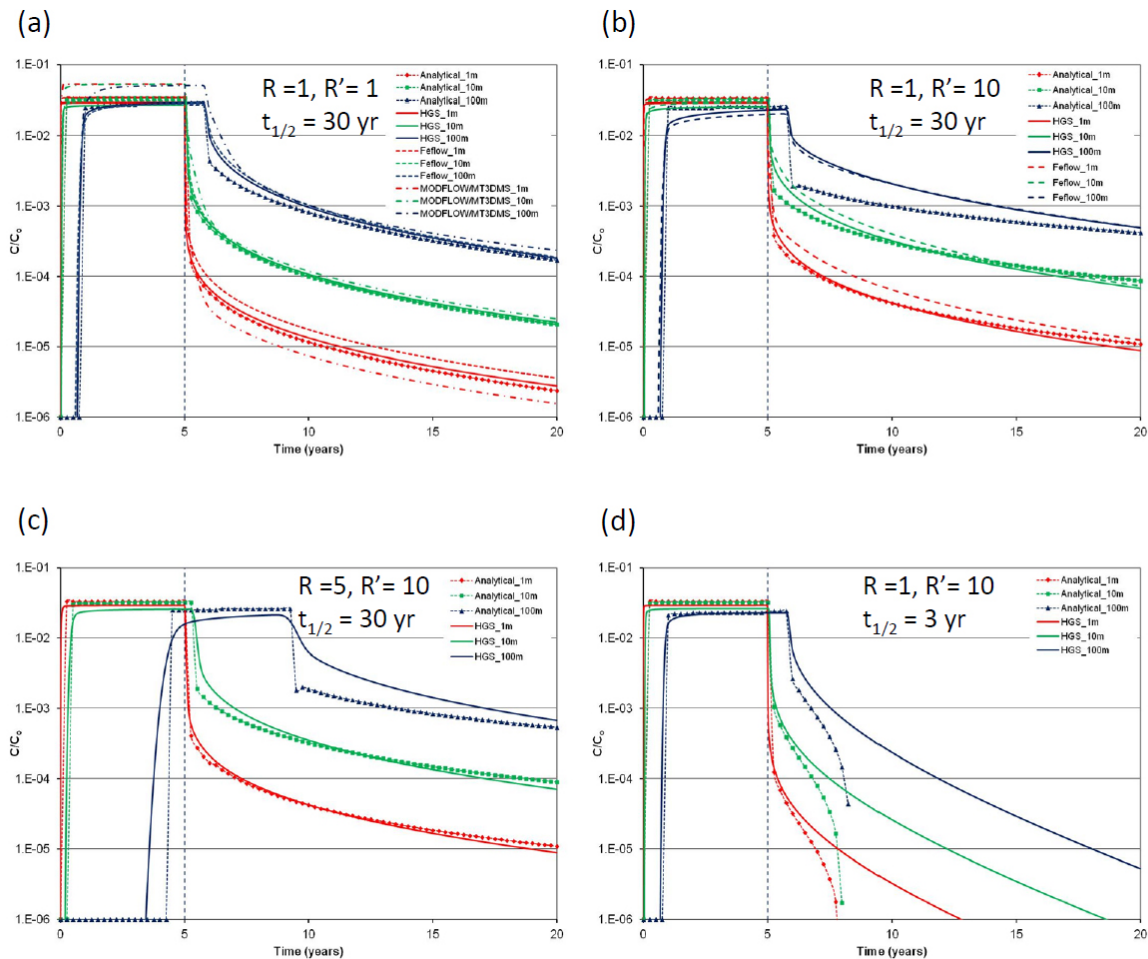 (a)
1.E-01
1.E-02
1.E-03
1.E-04
1.E-05
1.E-06
C/Co
R =1, R’= 1
t1/2 = 30 yr
Analytical_1m
Analytical_10m
Analytical_100m
HGS_1m
HGS_10m
HGS_100m
Feflow_1m
Feflow_10m
Feflow_100m
MODFLOW/MT3DMS_1m
MODFLOW/MT3DMS_10m
MODFLOW/MT3DMS_100m
0 5 10 15 20
Time (years)
(b)
1.E-01
1.E-02
1.E-03
1.E-04
1.E-05
1.E-06
C/Co
R =1, R’= 10
t1/2 = 30 yr
Analytical_1m
Analytical_10m
Analytical_100m
HGS_1m
HGS_10m
HGS_100m
Feflow_1m
Feflow_10m
Feflow_100m
0 5 10 15 20
Time (years)
(c)
1.E-01
1.E-02
1.E-03
1.E-04
1.E-05
1.E-06
C/Co
R =5, R’= 10
t1/2 = 30 yr
Analytical_1m
Analytical_10m
Analytical_100m
HGS_1m
HGS_10m
HGS_100m
0 5 10 15 20
Time (years)
(d)
1.E-01
1.E-02
1.E-03
1.E-04
1.E-05
1.E-06
C/Co
R =1, R’= 10
t1/2 = 3 yr
Analytical_1m
Analytical_10m
Analytical_100m
HGS_1m
HGS_10m
HGS_100m
0 5 10 15 20
Time (years)